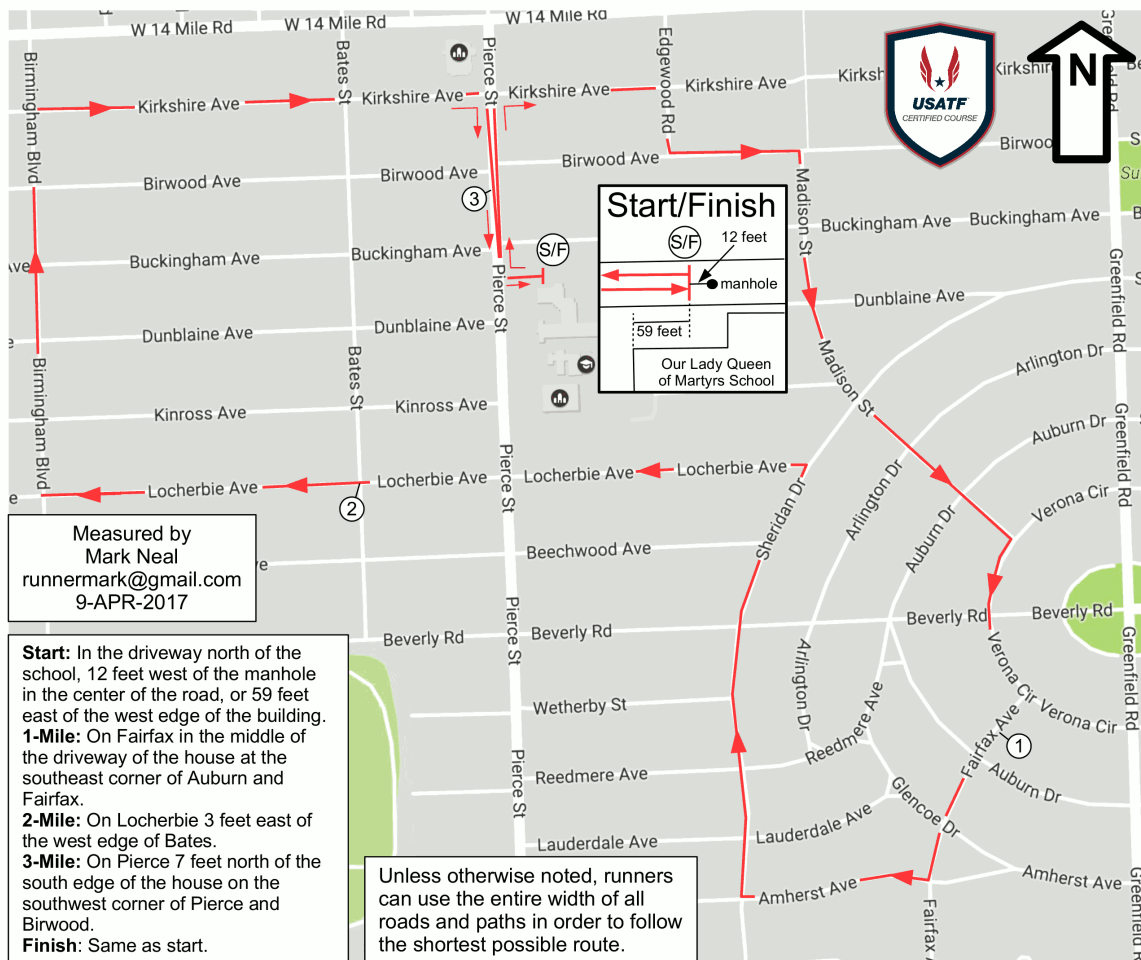 W 14 Mile Rd
W 14 Mile Rd
W 14 Mile Rd
Birmingham Blvd
Bates St
Pierce St
Edgewood Rd
Kirkshire Ave
Kirkshire Ave
Kirkshire Ave
USATF
CERTIFIED COURSE
N
Birwood Ave
Birwood Ave
Birwood Ave
3
Madison St
Buckingham Ave
Buckingham Ave
Buckingham Ave
Buckingham Ave
S/F
Start/Finish
S/F
12 feet
manhole
59 feet
Our Lady Queen
of Martyrs School
Pierce St
Greenfield Rd
Dunblaine Ave
Dunblaine Ave
Dunblaine Ave
Birmingham Blvd
Bates St
Madison St
Arlington Dr
Kinross Ave
Kinross Ave
Auburn Dr
Greenfield Rd
Pierce St
Locherbie Ave
Locherbie Ave
Locherbie Ave
Locherbie Ave
2
Sheridan Dr
Arlington Dr
Auburn Dr
Verona Cir
Measured by
Mark Neal
runnermark@gmail.com
9-APR-2017
Beechwood Ave
Pierce St
Beverly Rd
Beverly Rd
Beverly Rd
Beverly Rd
Greenfield Rd
Arlington Dr
Verona Cir
Verona Cir
Wetherby St
Reedmere Ave
Fairfax Ave
1
Pierce St
Reedmere Ave
Auburn Dr
Glencoe Dr
Lauderdale Ave
Lauderdale Ave
Amherst Ave
Amherst Ave
Start: In the driveway north of the
school, 12 feet west of the manhole
in the center of the road, or 59 feet
east of the west edge of the building.
1-Mile: On Fairfax in the middle of
the driveway of the house at the
southeast corner of Auburn and
Fairfax.
2-Mile: On Locherbie 3 feet east of
the west edge of Bates.
3-Mile: On Pierce 7 feet north of the
south edge of the house on the
southwest corner of Pierce and
Birwood.
Finish: Same as start.
Unless otherwise noted, runners
can use the entire width of all
roads and paths in order to follow
the shortest possible route.